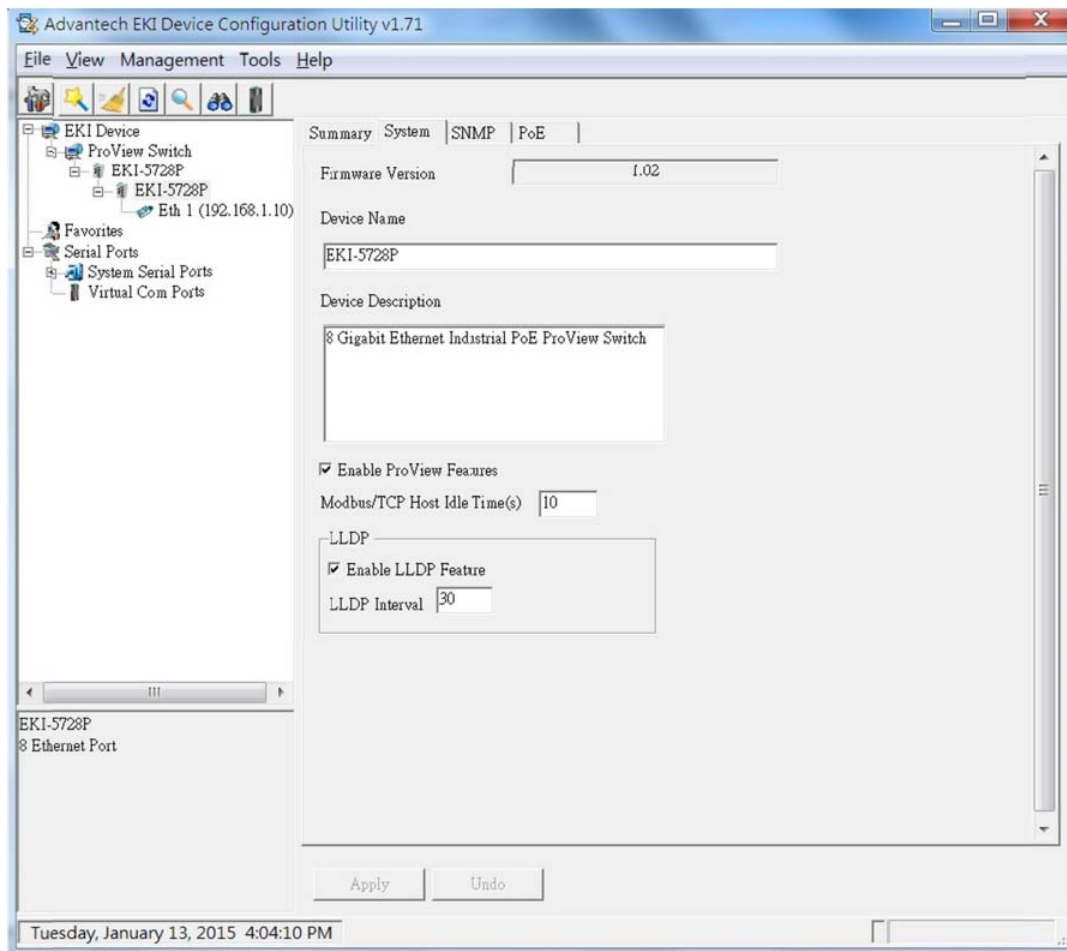 Advantech EKI Device Configuration Utility v1.71
File View Management Tools Help
EKI Device
ProView Switch
EKI-5728P
EKI-5728P
Eth 1 (192.168.1.10)
Favorites
Serial Ports
System Serial Ports
Virtual Com Ports
EKI-5728P
8 Ethernet Port
Summary System SNMP PoE
Firmware Version 1.02
Device Name
EKI-5728P
Device Description
8 Gigabit Ethernet Industrial PoE ProView Switch
Enable ProView Features
Modbus/TCP Host Idle Time(s) 10
LLDP
Enable LLDP Feature
LLDP Interval 30
Apply Undo
Tuesday, January 13, 2015 4:04:10 PM